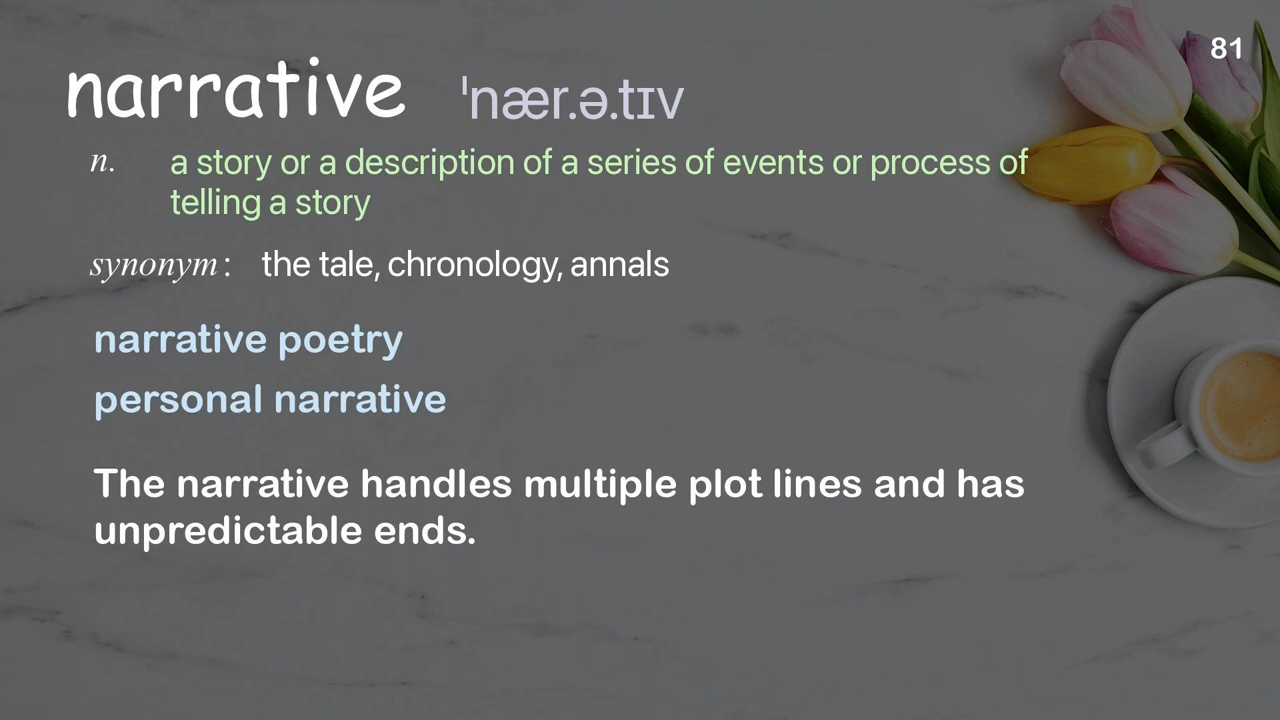 81
narrative ˈnær.ə.tɪv
n. a story or a description of a series of events or process of
telling a story
synonym: the tale, chronology, annals
narrative poetry
personal narrative
The narrative handles multiple plot lines and has
unpredictable ends.